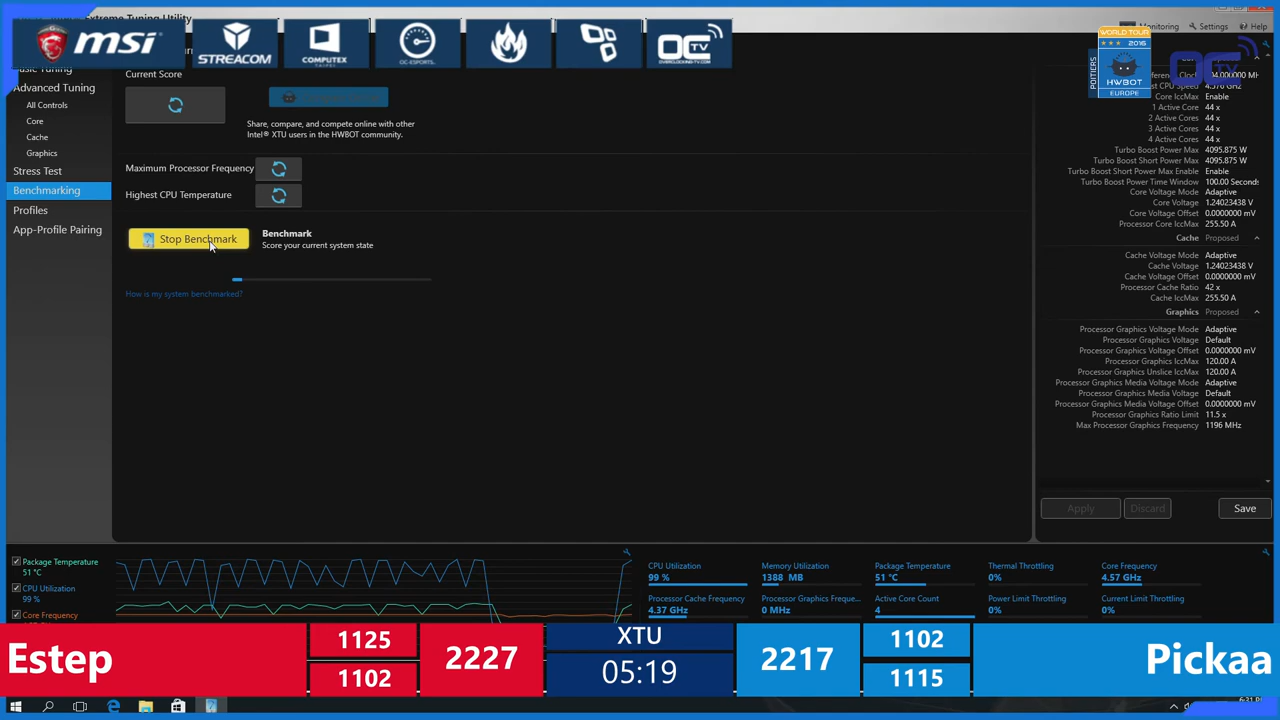 Extreme Tuning Utility
msi
STREACOM
COMPUTEX
TAIPEI
OC-ESPORTS
OCTV
OVERCLOCKING-TV.COM
Monitoring
Settings
Help
WORLD TOUR
2016
POITIERS
HWBOT
EUROPE
OCTV
Advanced Tuning
All Controls
Core
Cache
Graphics
Stress Test
Benchmarking
Profiles
App-Profile Pairing
Current Score
Share, compare, and compete online with other
Intel® XTU users in the HWBOT community.
Maximum Processor Frequency
Highest CPU Temperature
Stop Benchmark
Benchmark
Score your current system state
How is my system benchmarked?
Core IccMax Enable
1 Active Core 44 x
2 Active Cores 44 x
3 Active Cores 44 x
4 Active Cores 44 x
Turbo Boost Power Max 4095.875 W
Turbo Boost Short Power Max 4095.875 W
Turbo Boost Short Power Max Enable Enable
Turbo Boost Power Time Window 100.00 Seconds
Core Voltage Mode Adaptive
Core Voltage 1.24023438 V
Core Voltage Offset 0.0000000 mV
Processor Core IccMax 255.50 A
Cache Proposed
Cache Voltage Mode Adaptive
Cache Voltage 1.24023438 V
Cache Voltage Offset 0.0000000 mV
Processor Cache Ratio 42 x
Cache IccMax 255.50 A
Graphics Proposed
Processor Graphics Voltage Mode Adaptive
Processor Graphics Voltage Default
Processor Graphics Voltage Offset 0.0000000 mV
Processor Graphics IccMax 120.00 A
Processor Graphics Unslice IccMax 120.00 A
Processor Graphics Media Voltage Mode Adaptive
Processor Graphics Media Voltage Default
Processor Graphics Media Voltage Offset 0.0000000 mV
Processor Graphics Ratio Limit 11.5 x
Max Processor Graphics Frequency 1196 MHz
Apply Discard Save
Package Temperature
51 °C
CPU Utilization
99 %
Core Frequency
CPU Utilization
99 %
Memory Utilization
1388 MB
Package Temperature
51 °C
Thermal Throttling
0%
Core Frequency
4.57 GHz
Processor Cache Frequency
4.37 GHz
Processor Graphics Freque...
0 MHz
Active Core Count
4
Power Limit Throttling
0%
Current Limit Throttling
0%
Estep
1125
1102
2227
XTU
05:19
2217
1102
1115
Pickaa